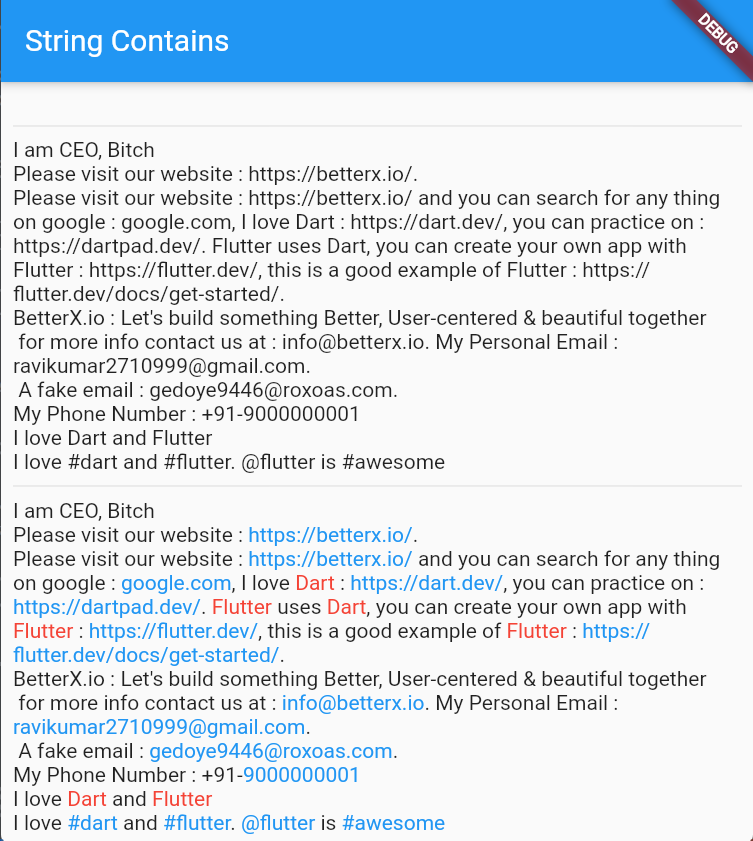 String Contains
DEBUG
I am CEO, Bitch
Please visit our website : https://betterx.io/.
Please visit our website : https://betterx.io/ and you can search for any thing
on google : google.com, I love Dart : https://dart.dev/, you can practice on :
https://dartpad.dev/. Flutter uses Dart, you can create your own app with
Flutter : https://flutter.dev/, this is a good example of Flutter : https://
flutter.dev/docs/get-started/.
BetterX.io : Let's build something Better, User-centered & beautiful together
for more info contact us at : info@betterx.io. My Personal Email :
ravikumar2710999@gmail.com.
A fake email : gedoye9446@roxoas.com.
My Phone Number : +91-9000000001
I love Dart and Flutter
I love #dart and #flutter. @flutter is #awesome
I am CEO, Bitch
Please visit our website : https://betterx.io/.
Please visit our website : https://betterx.io/ and you can search for any thing
on google : google.com, I love Dart : https://dart.dev/, you can practice on :
https://dartpad.dev/. Flutter uses Dart, you can create your own app with
Flutter : https://flutter.dev/, this is a good example of Flutter : https://
flutter.dev/docs/get-started/.
BetterX.io : Let's build something Better, User-centered & beautiful together
for more info contact us at : info@betterx.io. My Personal Email :
ravikumar2710999@gmail.com.
A fake email : gedoye9446@roxoas.com.
My Phone Number : +91-9000000001
I love Dart and Flutter
I love #dart and #flutter. @flutter is #awesome